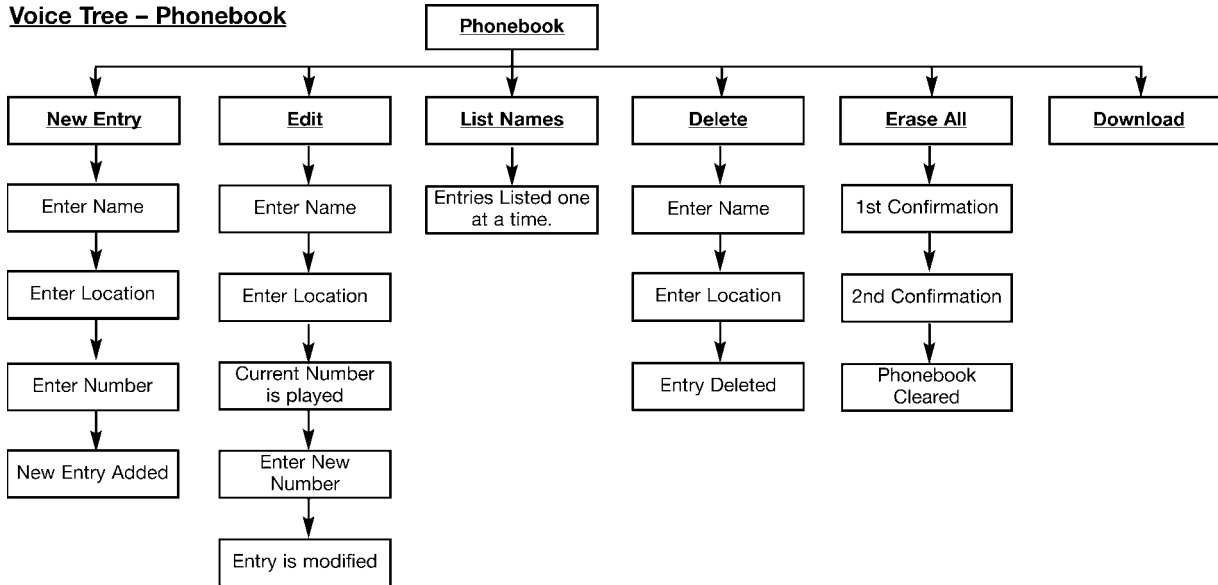 Voice Tree – Phonebook
Phonebook
New Entry
Edit
List Names
Delete
Erase All
Download
Enter Name
Enter Name
Entries Listed one
at a time.
Enter Name
1st Confirmation
Enter Location
Enter Location
Enter Location
2nd Confirmation
Enter Number
Current Number
is played
Entry Deleted
Phonebook
Cleared
New Entry Added
Enter New
Number
Entry is modified